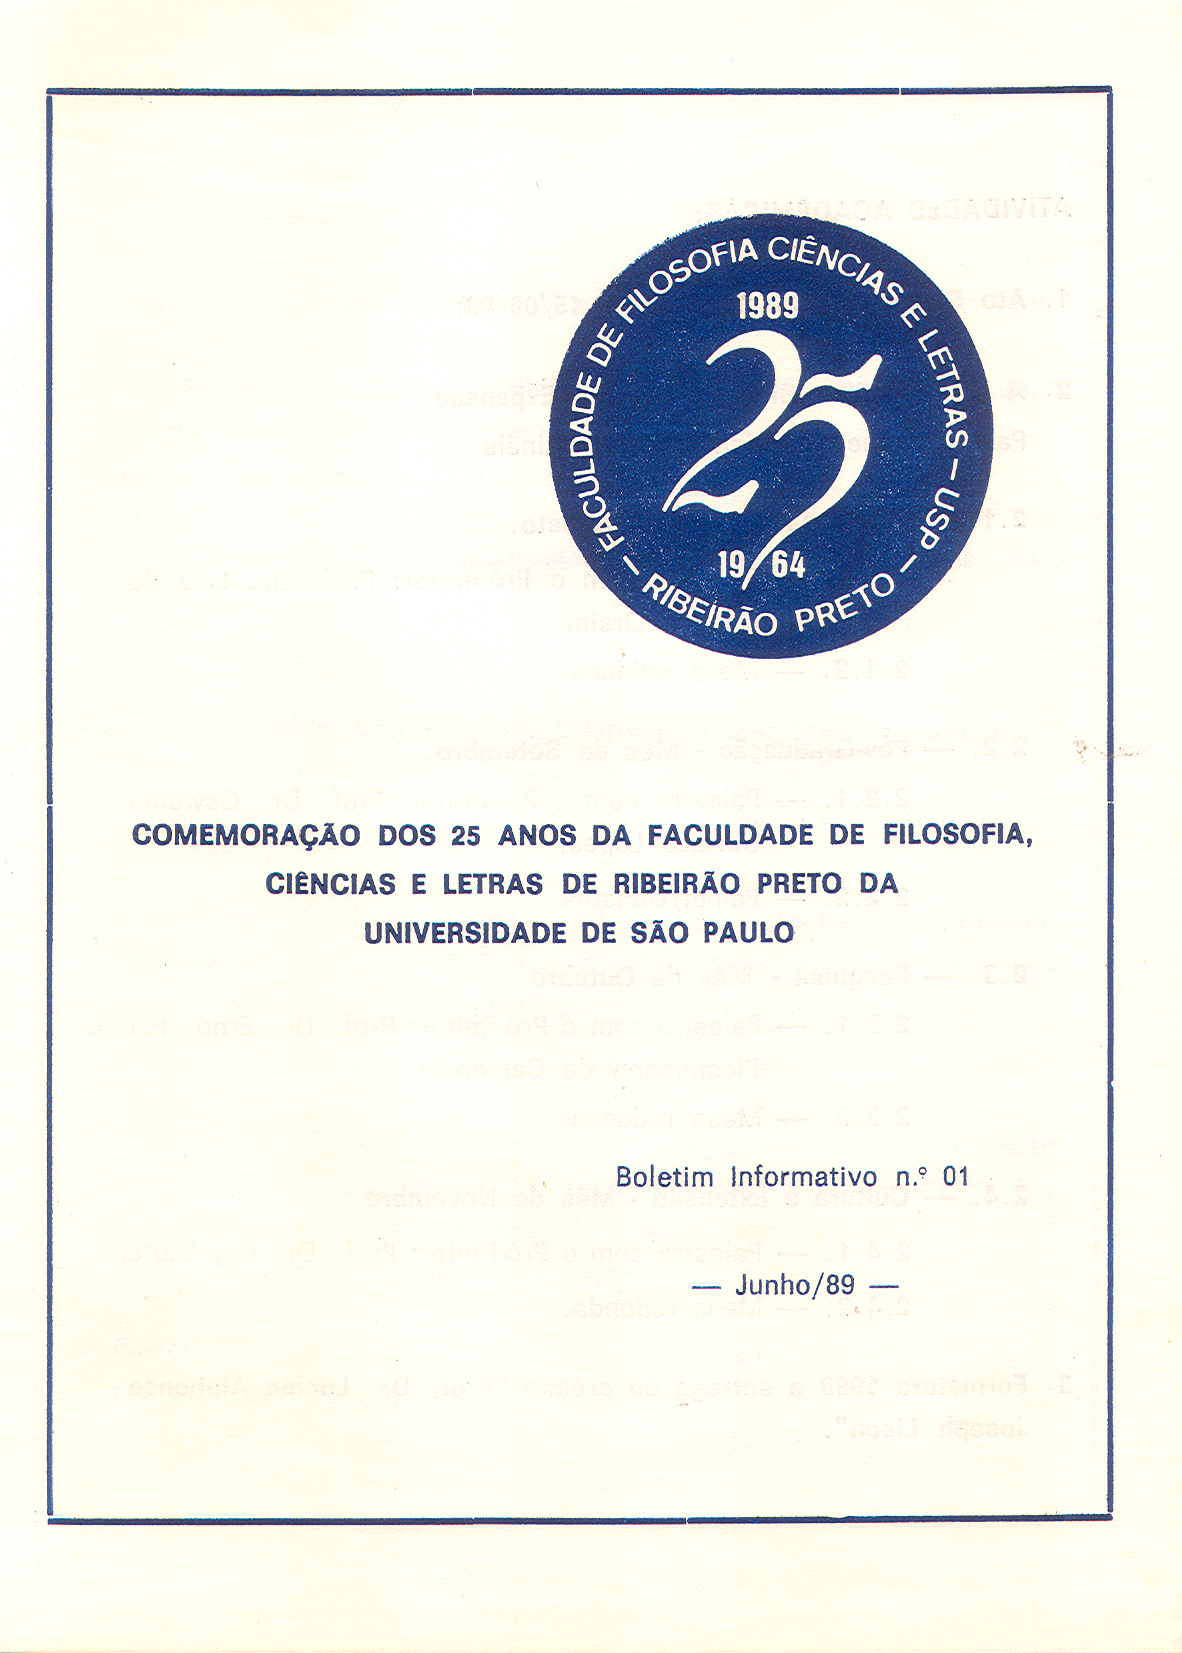 FACULDADE DE FILOSOFIA CIÊNCIAS E LETRAS — USP — RIBEIRÃO PRETO —
1989
25
19 64
COMEMORAÇÃO DOS 25 ANOS DA FACULDADE DE FILOSOFIA,
CIÊNCIAS E LETRAS DE RIBEIRÃO PRETO DA
UNIVERSIDADE DE SÃO PAULO
Boletim Informativo n.º 01
— Junho/89 —